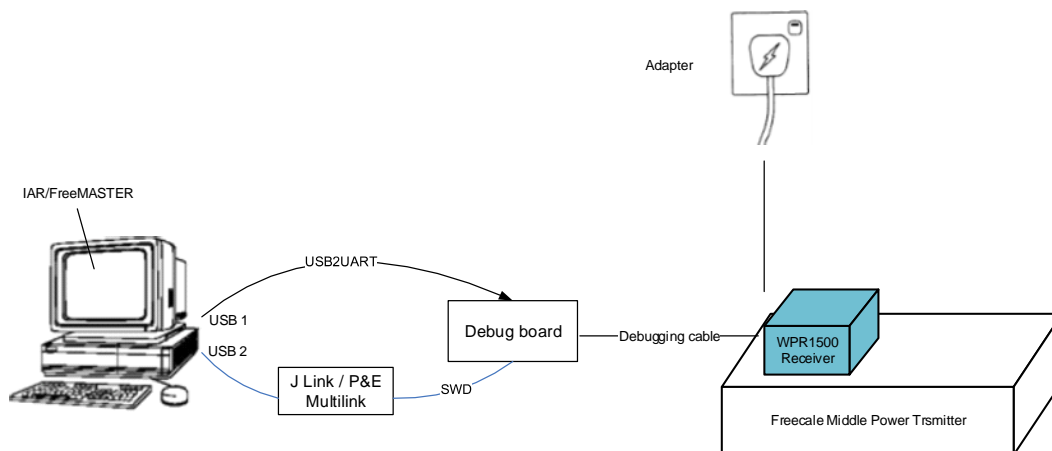 Adapter
IAR/FreeMASTER
USB2UART
USB 1
USB 2
Debug board
Debugging cable
WPR1500
Receiver
J Link / P&E
Multilink
SWD
Freecale Middle Power Trsmitter